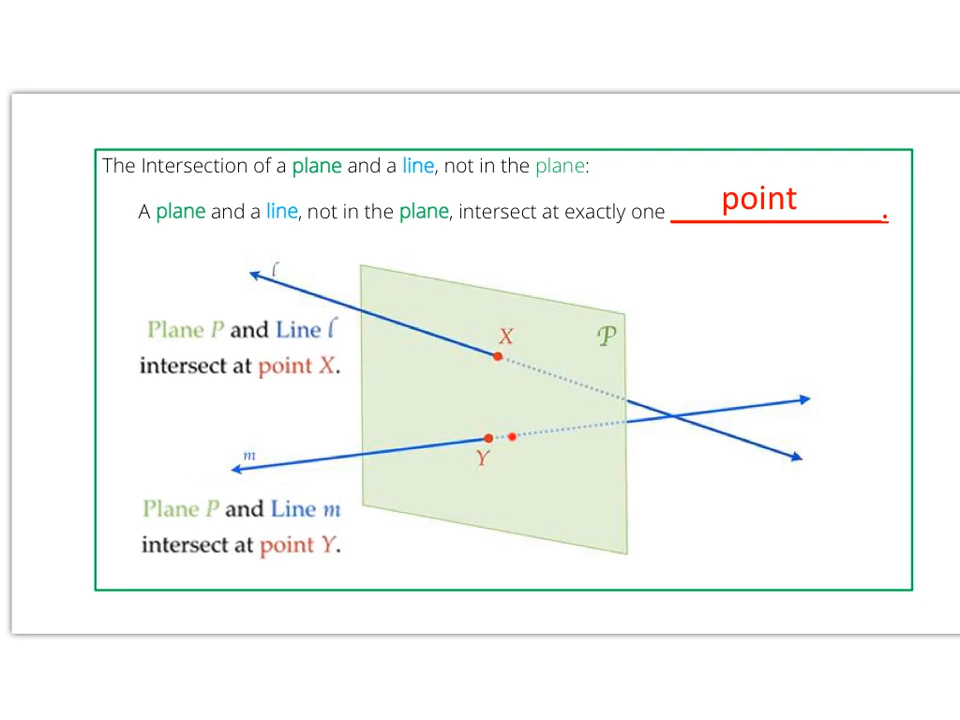 The Intersection of a plane and a line, not in the plane:
A plane and a line, not in the plane, intersect at exactly one point.
l
Plane P and Line l
intersect at point X.
X
P
m
Y
Plane P and Line m
intersect at point Y.